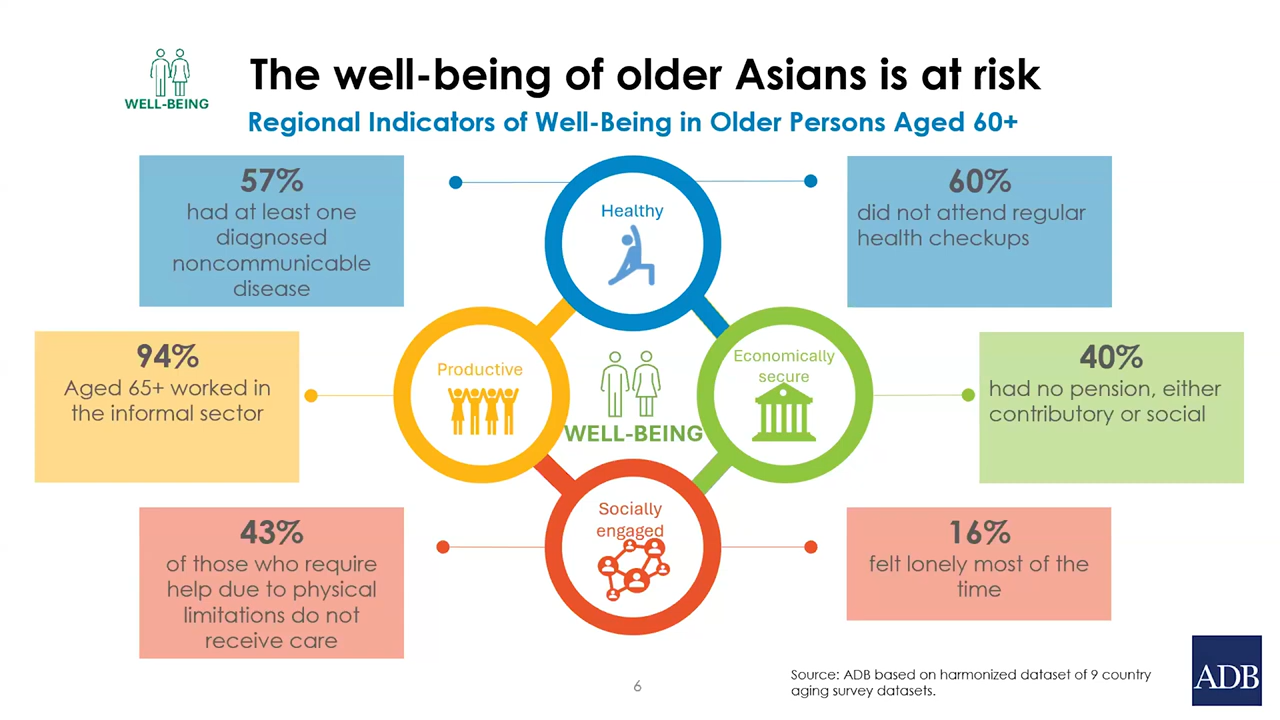 WELL-BEING
The well-being of older Asians is at risk
Regional Indicators of Well-Being in Older Persons Aged 60+
57%
had at least one
diagnosed
noncommunicable
disease
Healthy
60%
did not attend regular
health checkups
94%
Aged 65+ worked in
the informal sector
Productive
WELL-BEING
Economically
secure
40%
had no pension, either
contributory or social
43%
of those who require
help due to physical
limitations do not
receive care
Socially
engaged
16%
felt lonely most of the
time
6
Source: ADB based on harmonized dataset of 9 country
aging survey datasets.
ADB